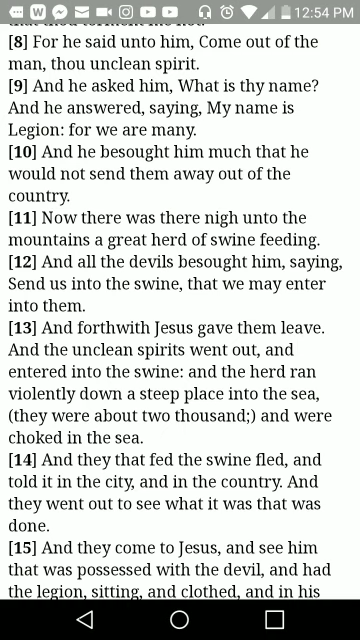 12:54 PM
[8] For he said unto him, Come out of the
man, thou unclean spirit.
[9] And he asked him, What is thy name?
And he answered, saying, My name is
Legion: for we are many.
[10] And he besought him much that he
would not send them away out of the
country.
[11] Now there was there nigh unto the
mountains a great herd of swine feeding.
[12] And all the devils besought him, saying,
Send us into the swine, that we may enter
into them.
[13] And forthwith Jesus gave them leave.
And the unclean spirits went out, and
entered into the swine: and the herd ran
violently down a steep place into the sea,
(they were about two thousand;) and were
choked in the sea.
[14] And they that fed the swine fled, and
told it in the city, and in the country. And
they went out to see what it was that was
done.
[15] And they come to Jesus, and see him
that was possessed with the devil, and had
the legion, sitting, and clothed, and in his